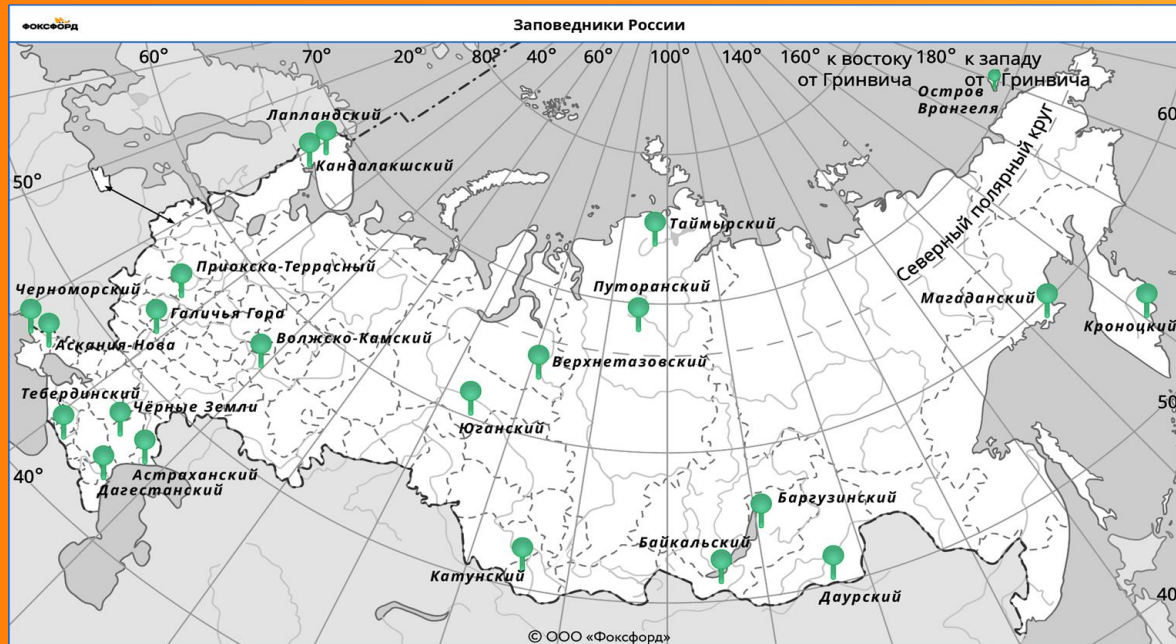 ФОКСФОРД
Заповедники России
60°
70°
20°
80°
40°
60°
100°
140°
160°
к востоку
от Гринвича
180°
к западу
от Гринвича
Остров
Врангеля
60
Лапландский
Кандалакшский
50°
Северный полярный круг
Таймырский
Приокско-Террасный
Путоранский
Черноморский
Галичья Гора
Магаданский
Кроноцкий
Аскания-Нова
Волжско-Камский
Верхнетазовский
Тебердинский
Чёрные Земли
50
Юганский
40°
Астраханский
Дагестанский
Баргузинский
Байкальский
Катунский
Даурский
40
© ООО «Фоксфорд»